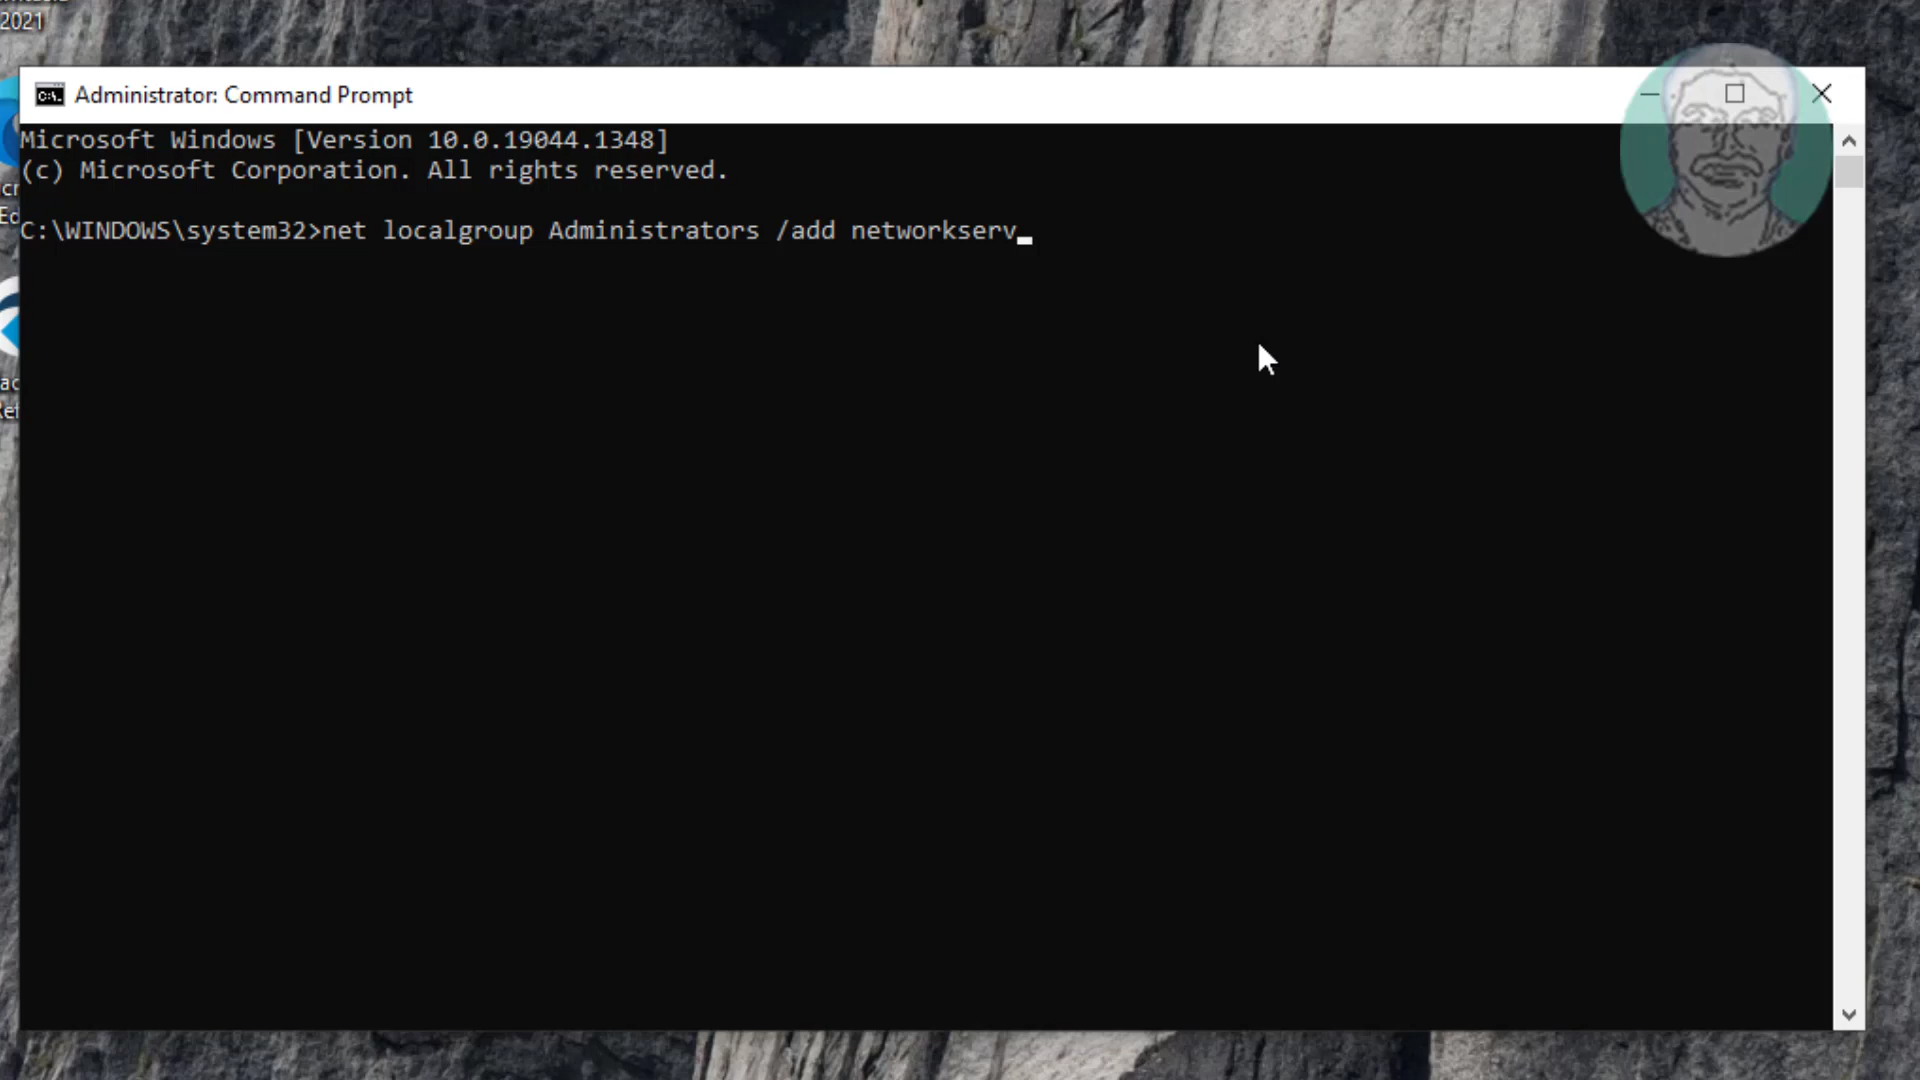 2021
Administrator: Command Prompt
Microsoft Windows [Version 10.0.19044.1348]
(c) Microsoft Corporation. All rights reserved.
C:\WINDOWS\system32>net localgroup Administrators /add networkserv